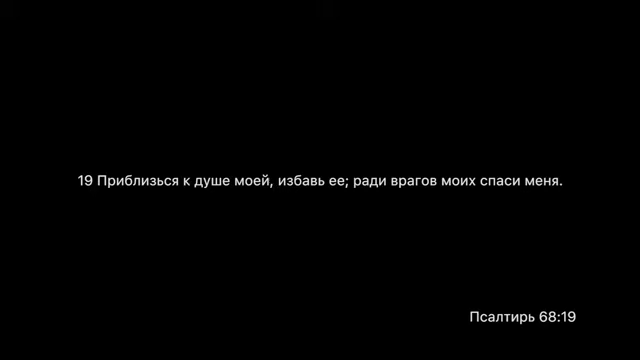 19 Приблизься к душе моей, избавь ее; ради врагов моих спаси меня.
Псалтирь 68:19